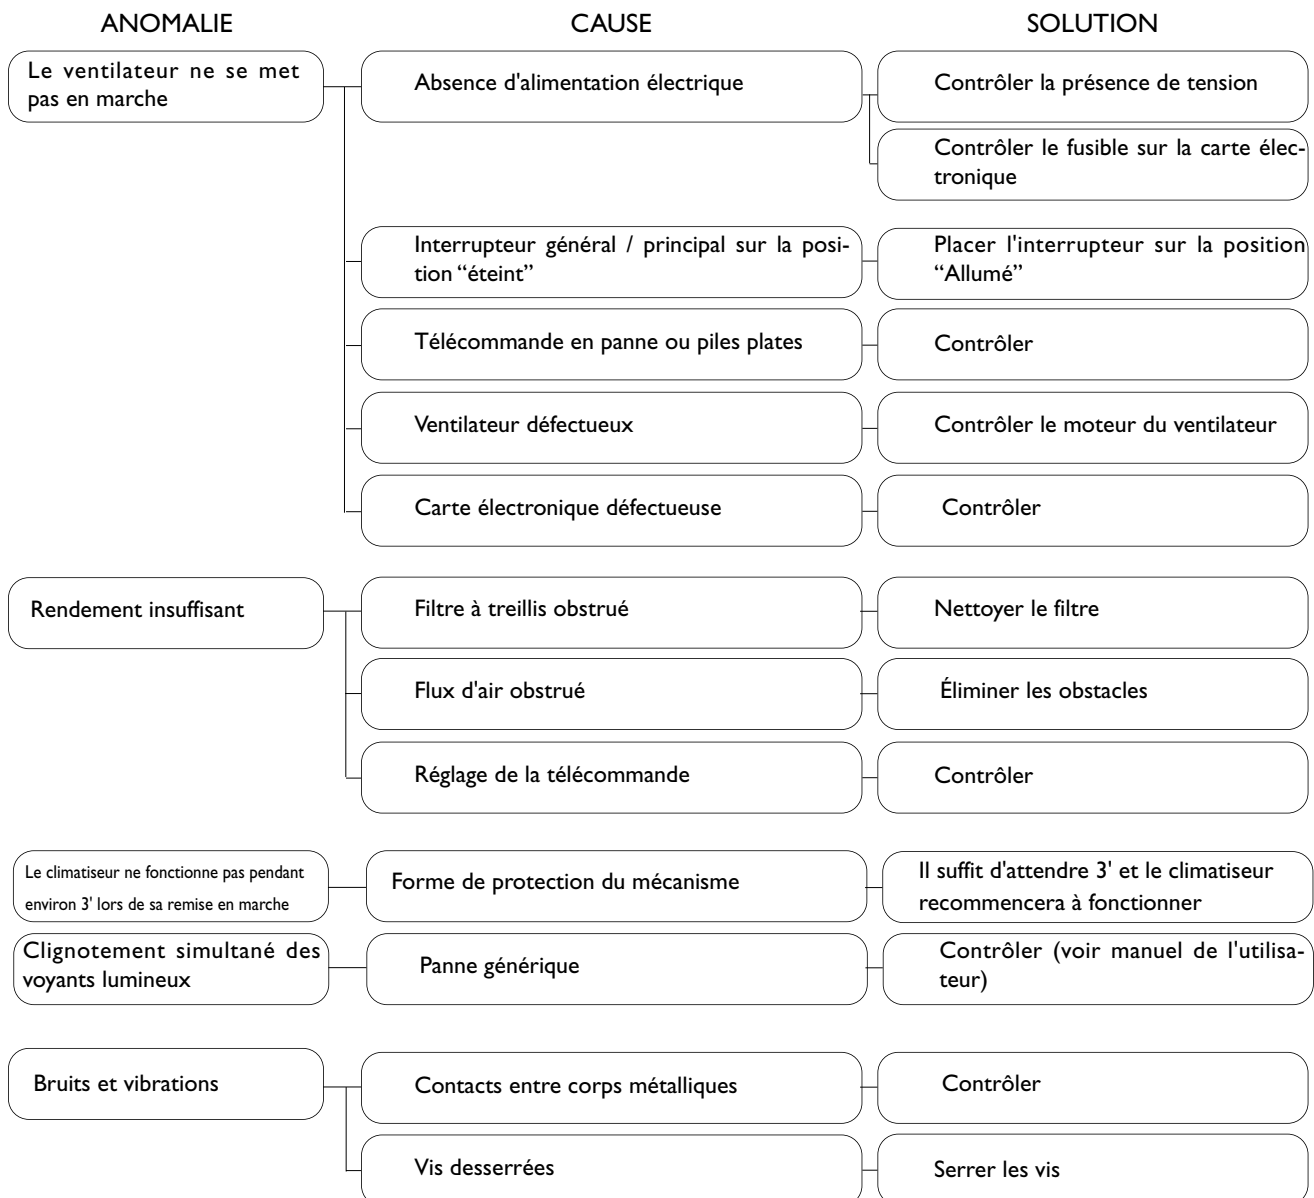 ANOMALIE CAUSE SOLUTION
Le ventilateur ne se met
pas en marche
Absence d'alimentation électrique
Contrôler la présence de tension
Contrôler le fusible sur la carte élec-
tronique
Interrupteur général / principal sur la posi-
tion “éteint”
Placer l'interrupteur sur la position
“Allumé”
Télécommande en panne ou piles plates
Contrôler
Ventilateur défectueux
Contrôler le moteur du ventilateur
Carte électronique défectueuse
Contrôler
Rendement insuffisant
Filtre à treillis obstrué
Nettoyer le filtre
Flux d'air obstrué
Éliminer les obstacles
Réglage de la télécommande
Contrôler
Le climatiseur ne fonctionne pas pendant
environ 3' lors de sa remise en marche
Forme de protection du mécanisme
Il suffit d'attendre 3' et le climatiseur
recommencera à fonctionner
Clignotement simultané des
voyants lumineux
Panne générique
Contrôler (voir manuel de l'utilisa-
teur)
Bruits et vibrations
Contacts entre corps métalliques
Contrôler
Vis desserrées
Serrer les vis